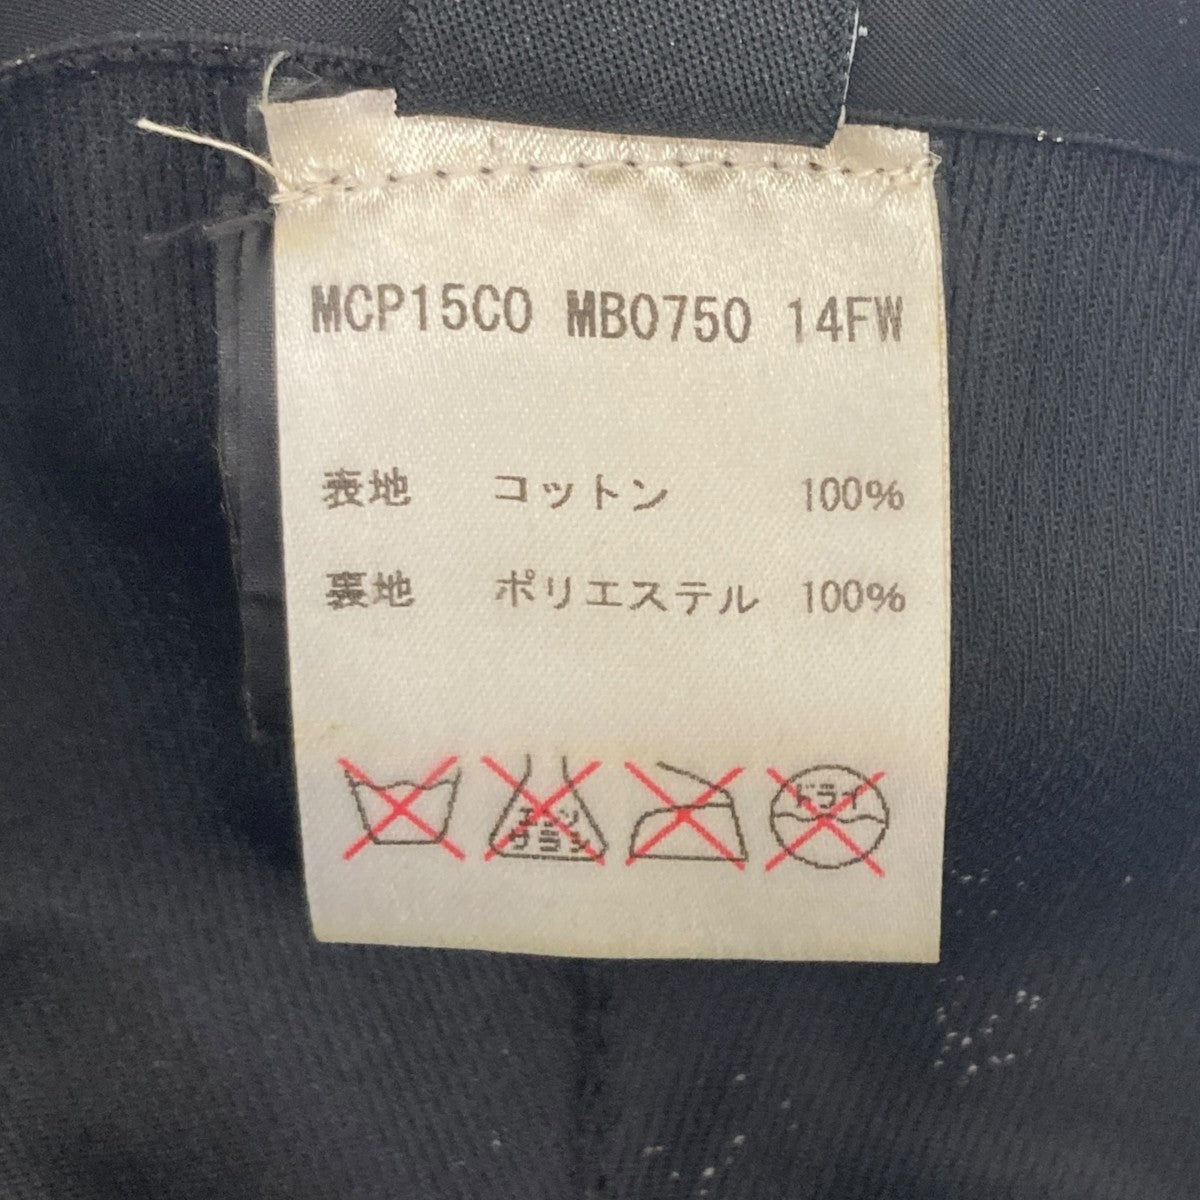 MCP15CO MB0750 14FW
表地 コットン 100%
裏地 ポリエステル 100%
エンソ
サラシ
ドライ